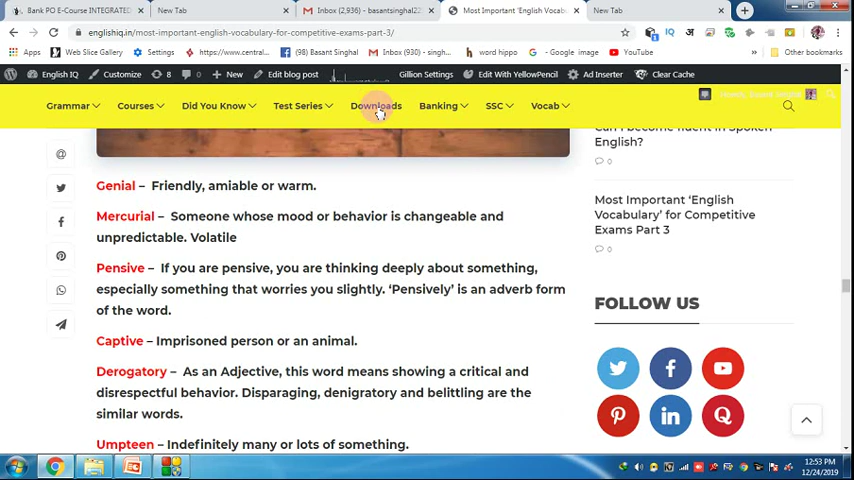 Bank PO E-Course INTEGRATED
New Tab
Inbox (2,936) - basantsinghal22
Most Important 'English Vocab
New Tab
englishiq.in/most-important-english-vocabulary-for-competitive-exams-part-3/
Bookmarks
Web Slice Gallery
Settings
https://www.central...
(98) Basant Singhal
Inbox (930) - singh...
word hippo
- Google image
YouTube
Other bookmarks
English IQ
Customize
8
0
New
Edit blog post
Gillion Settings
Edit With YellowPencil
Ad Inserter
Clear Cache
Grammar
Courses
Did You Know
Test Series
Downloads
Banking
SSC
Vocab
Can I become fluent in Spoken
English?
0
Most Important 'English
Vocabulary' for Competitive
Exams Part 3
0
Genial – Friendly, amiable or warm.
Mercurial – Someone whose mood or behavior is changeable and
unpredictable. Volatile
Pensive – If you are pensive, you are thinking deeply about something,
especially something that worries you slightly. 'Pensively' is an adverb form
of the word.
Captive – Imprisoned person or an animal.
Derogatory – As an Adjective, this word means showing a critical and
disrespectful behavior. Disparaging, denigratory and belittling are the
similar words.
Umpteen – Indefinitely many or lots of something.
FOLLOW US
12:53 PM
12/24/2019